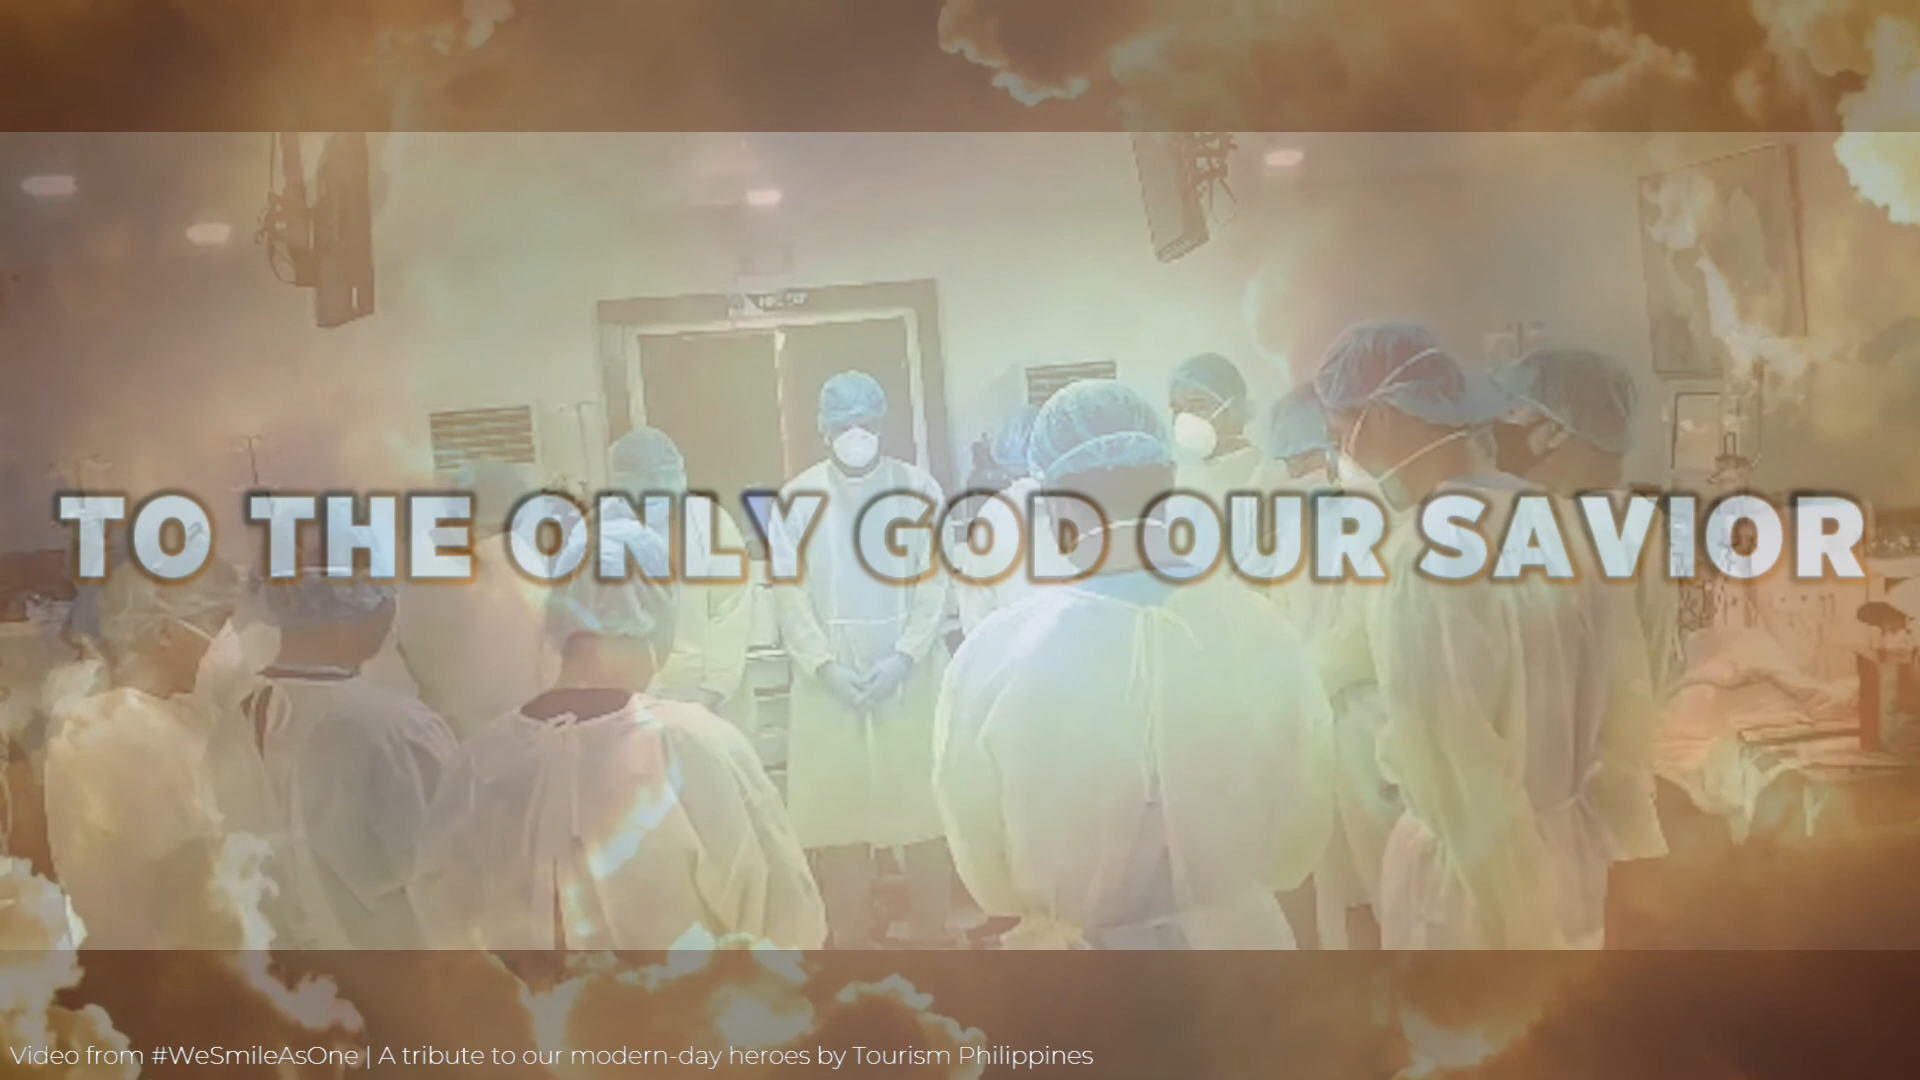 TO THE ONLY GOD OUR SAVIOR
Video from #WeSmileAsOne | A tribute to our modern-day heroes by Tourism Philippines